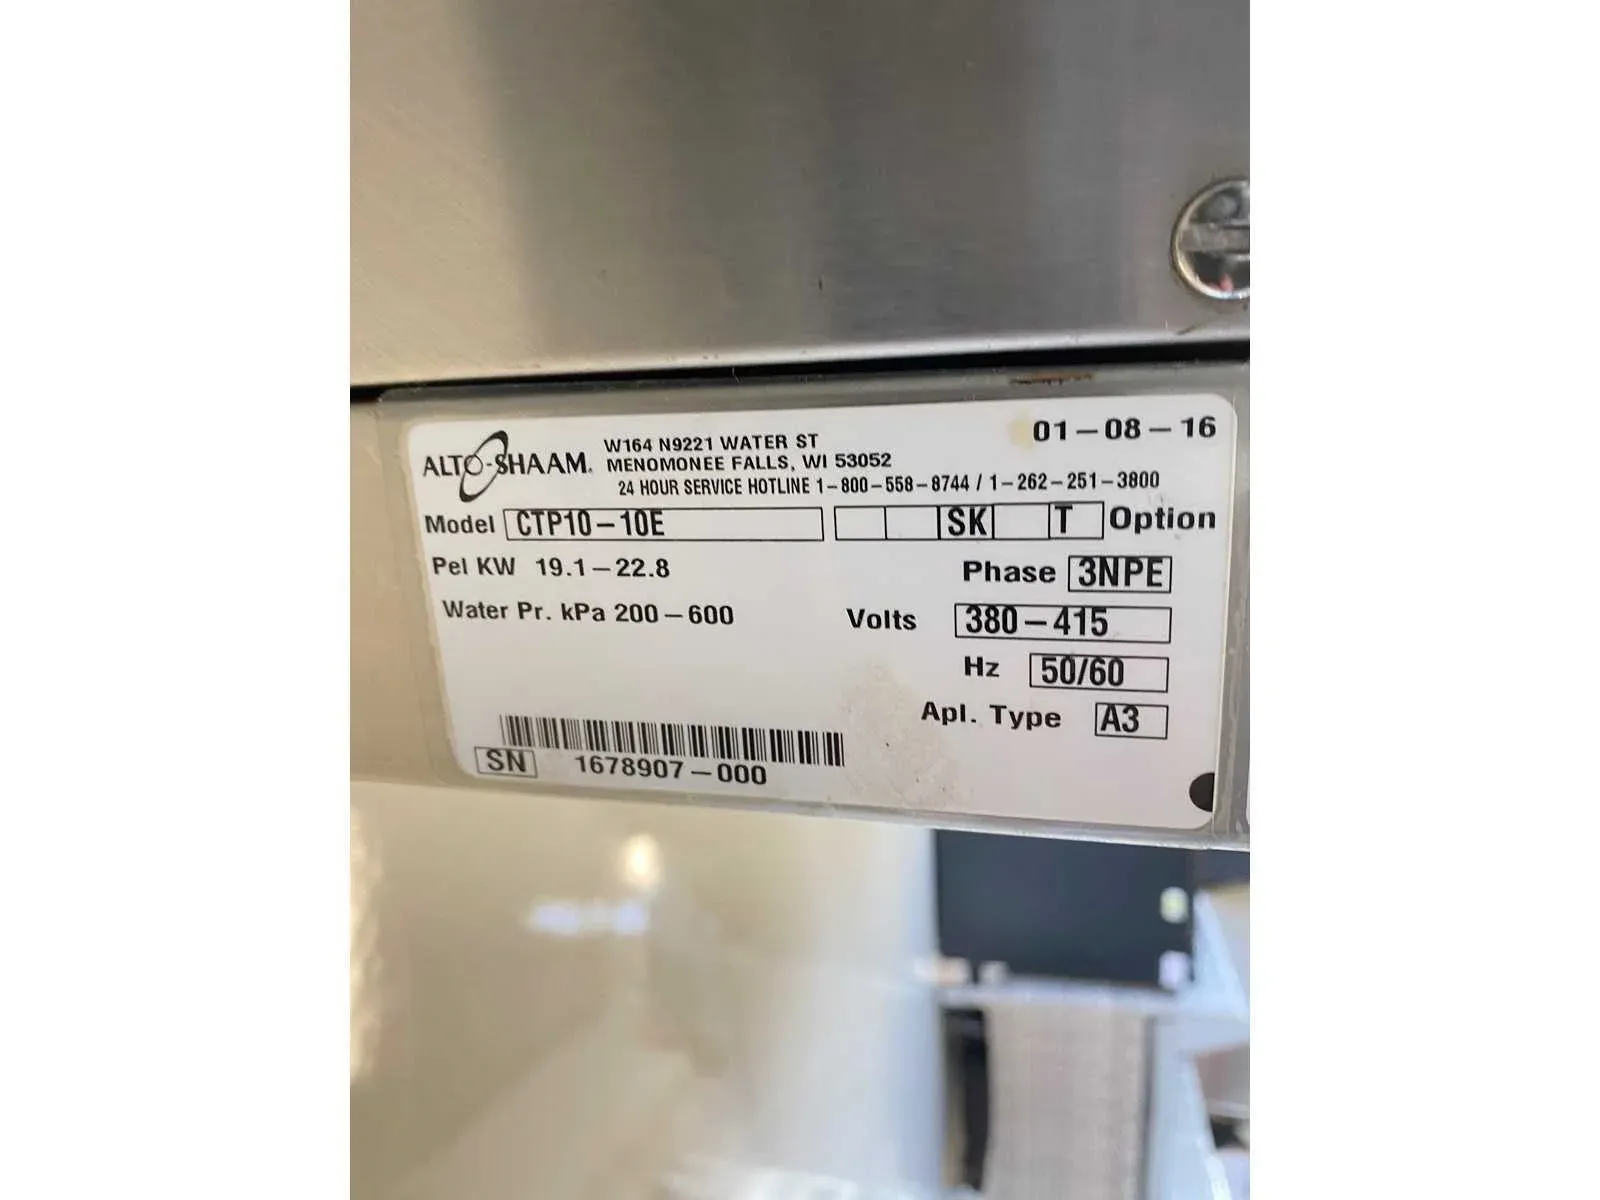 ALTO-SHAAM.
W164 N9221 WATER ST
MENOMONEE FALLS, WI 53052
01-08-16
24 HOUR SERVICE HOTLINE 1-800-558-8744 / 1-262-251-3800
Model CTP10-10E SK T Option
Pel KW 19.1-22.8
Phase 3NPE
Water Pr. kPa 200-600
Volts 380-415
Hz 50/60
Apl. Type A3
SN 1678907-000